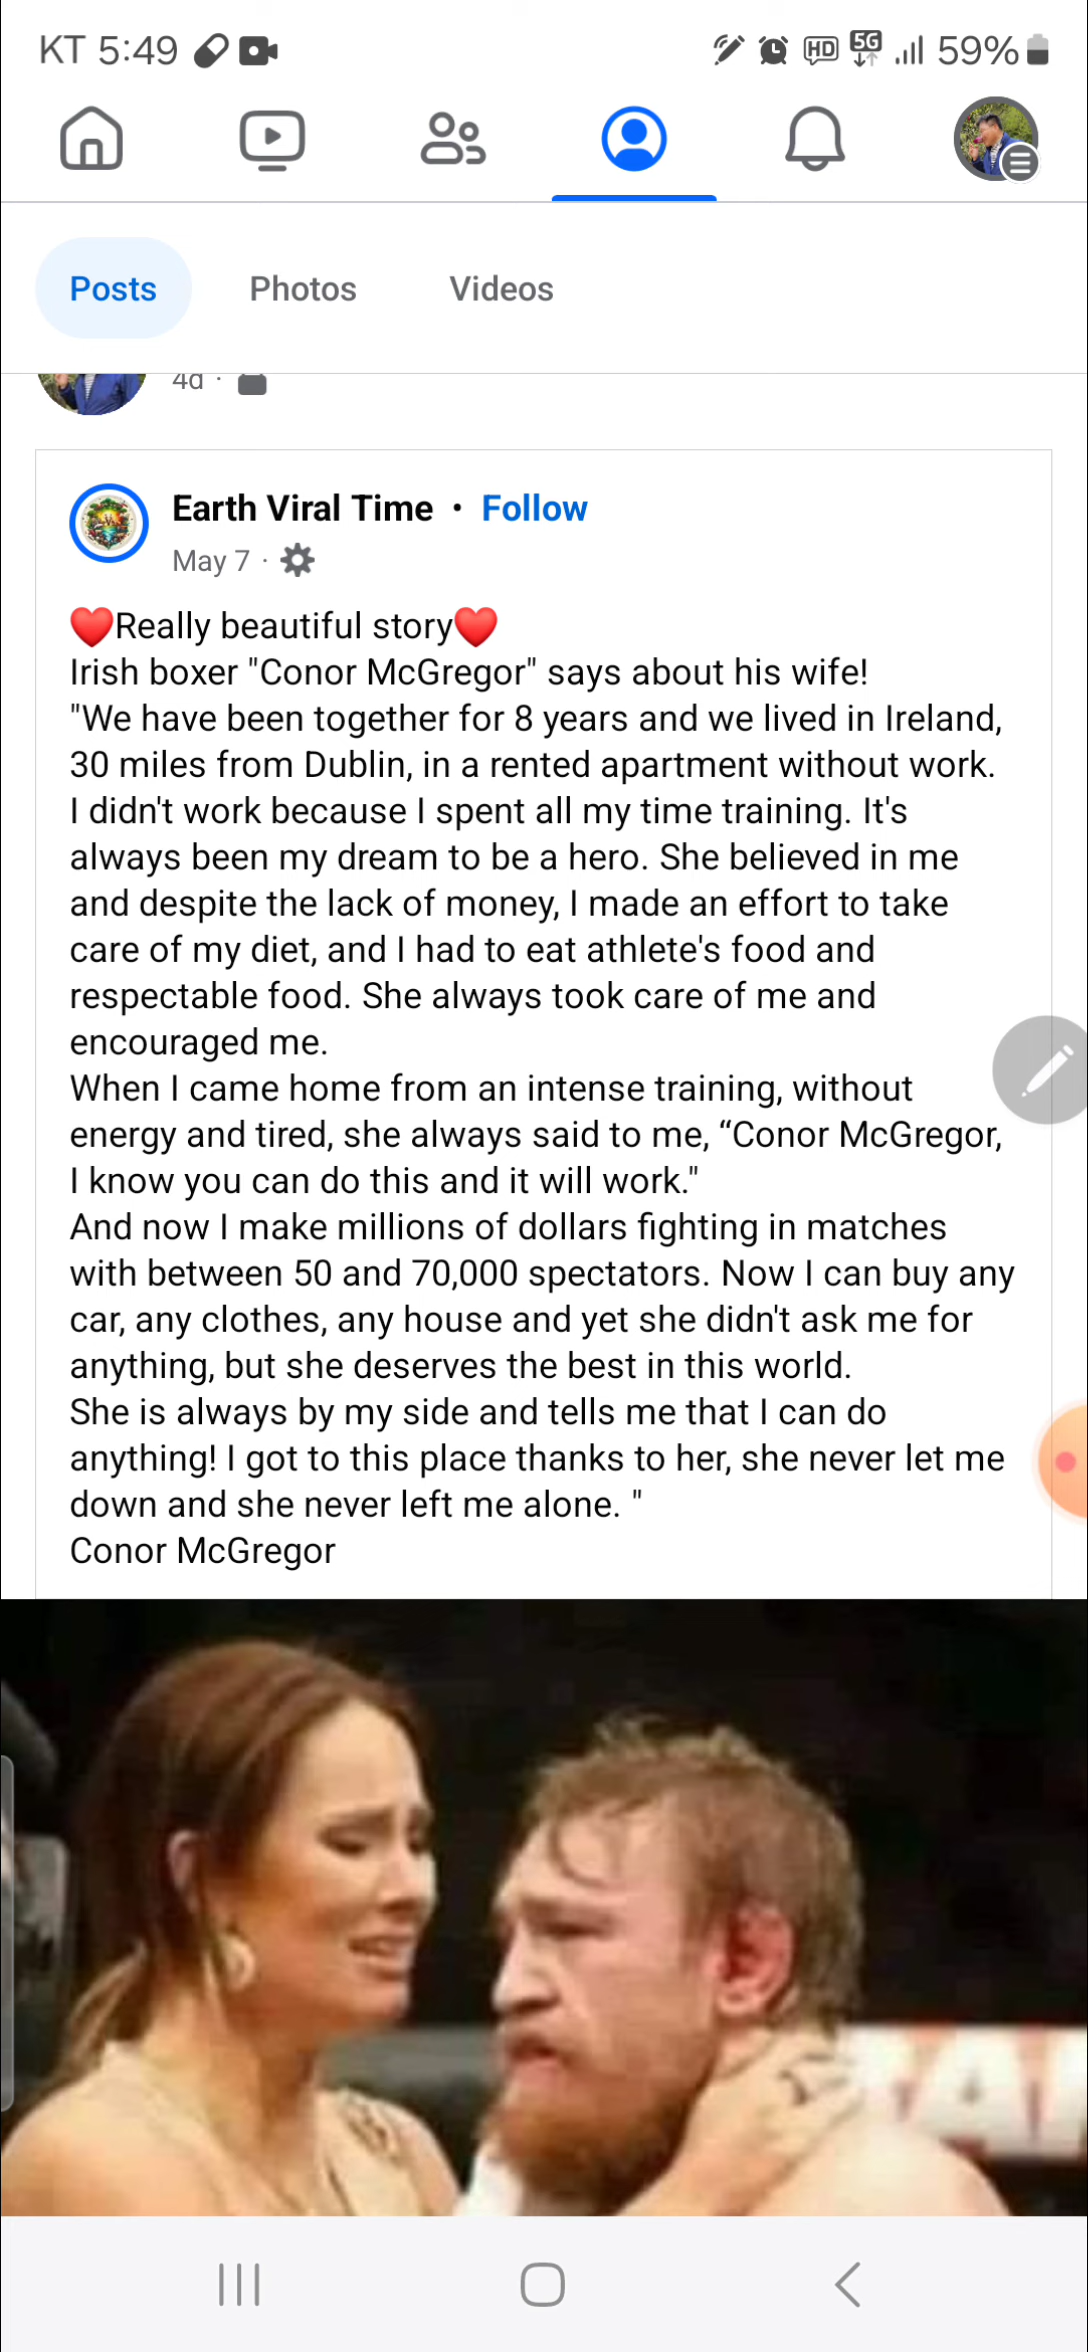 KT 5:49
HD 5G 59%
Posts Photos Videos
4d ·
Earth Viral Time • Follow
May 7 ·
❤️Really beautiful story❤️
Irish boxer "Conor McGregor" says about his wife!
"We have been together for 8 years and we lived in Ireland,
30 miles from Dublin, in a rented apartment without work.
I didn't work because I spent all my time training. It's
always been my dream to be a hero. She believed in me
and despite the lack of money, I made an effort to take
care of my diet, and I had to eat athlete's food and
respectable food. She always took care of me and
encouraged me.
When I came home from an intense training, without
energy and tired, she always said to me, “Conor McGregor,
I know you can do this and it will work."
And now I make millions of dollars fighting in matches
with between 50 and 70,000 spectators. Now I can buy any
car, any clothes, any house and yet she didn't ask me for
anything, but she deserves the best in this world.
She is always by my side and tells me that I can do
anything! I got to this place thanks to her, she never let me
down and she never left me alone. "
Conor McGregor